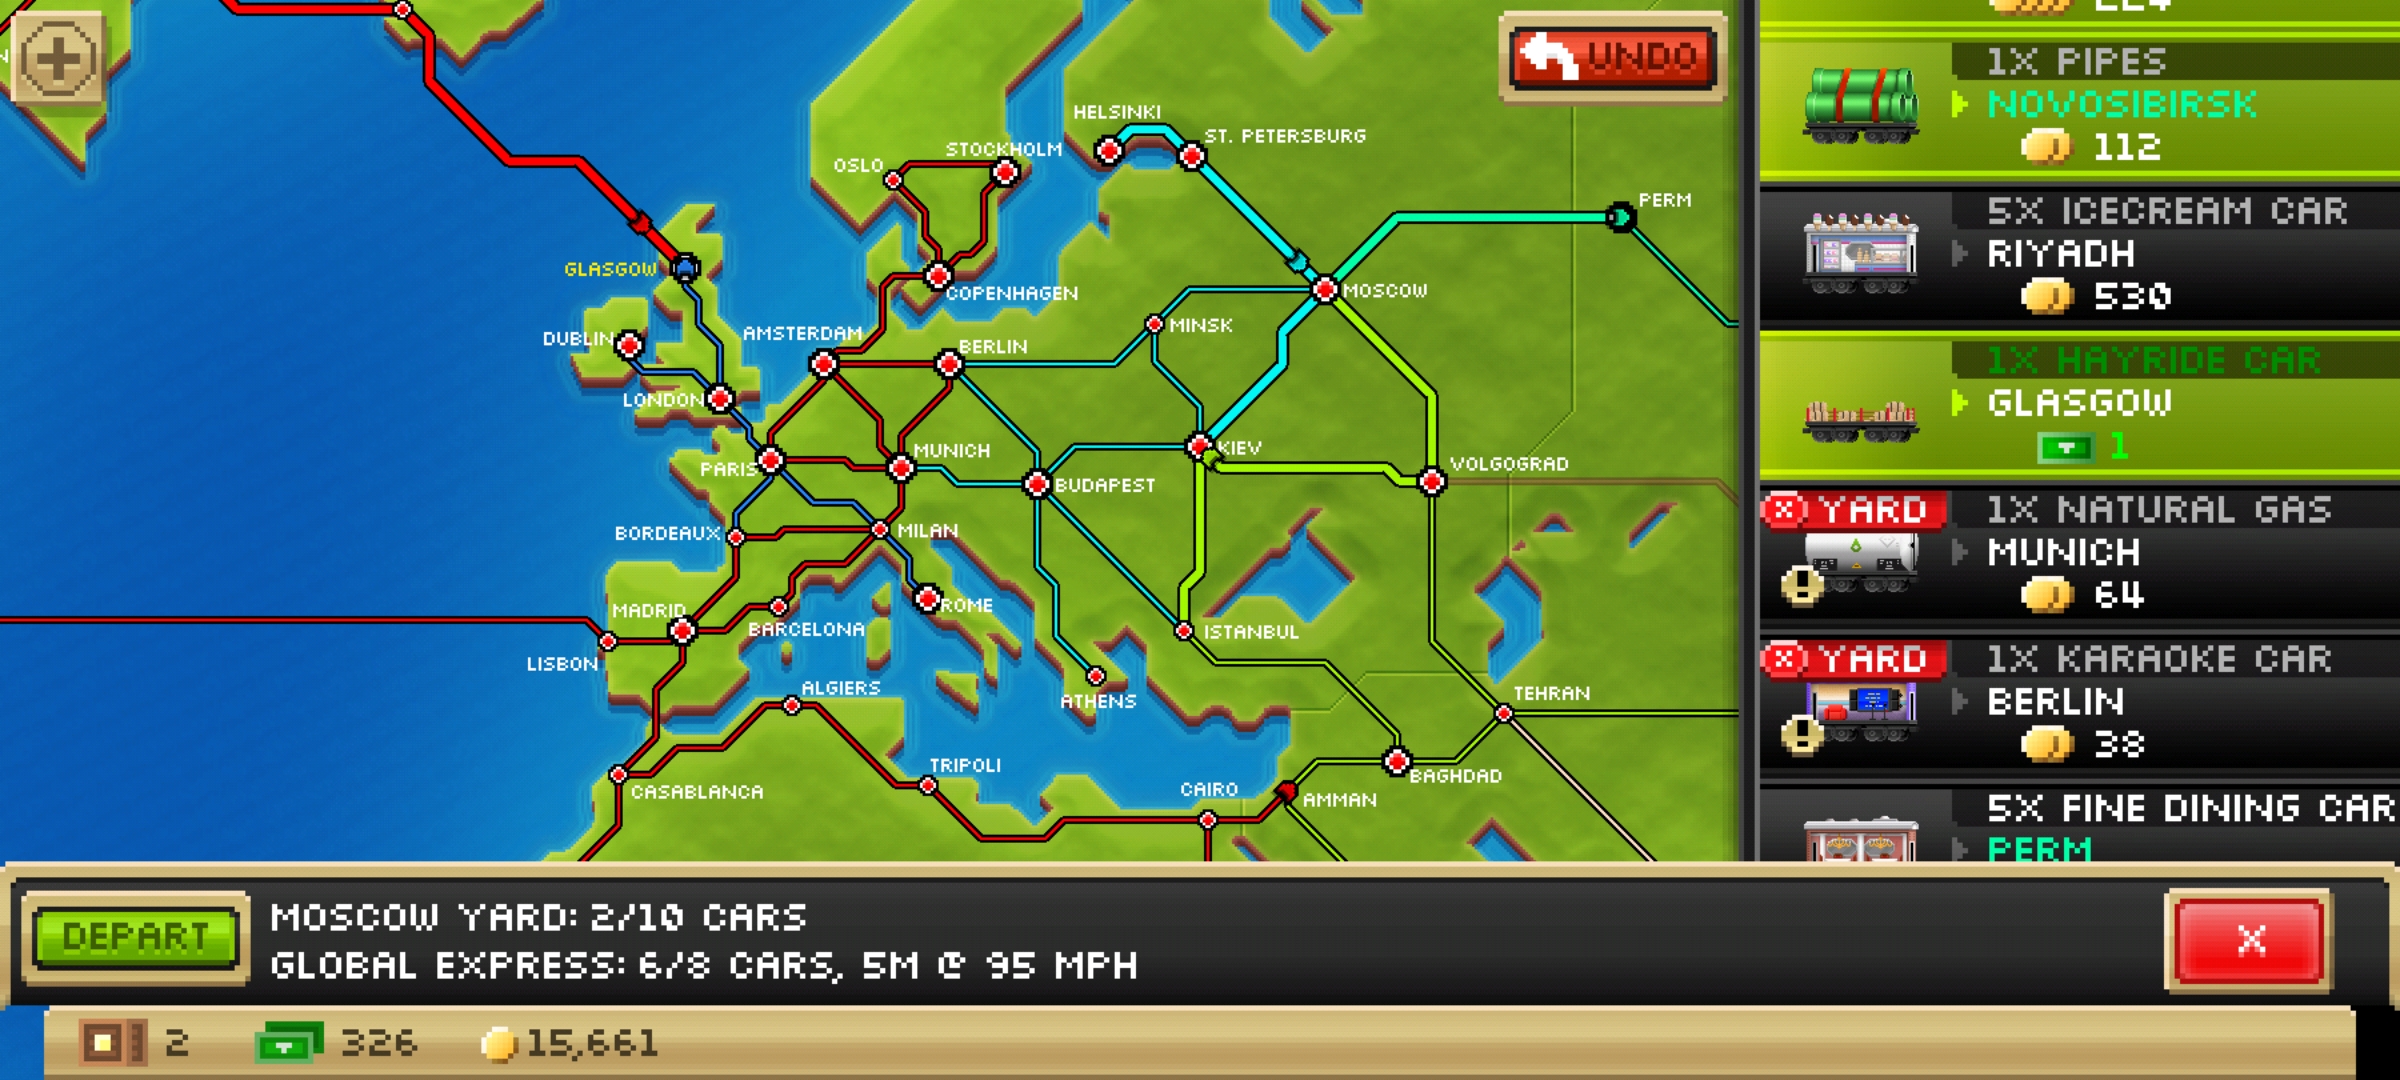 UNDO
HELSINKI
ST. PETERSBURG
STOCKHOLM
OSLO
PERM
GLASGOW
COPENHAGEN
MOSCOW
DUBLIN
AMSTERDAM
BERLIN
MINSK
LONDON
PARIS
MUNICH
KIEV
VOLGOGRAD
BUDAPEST
BORDEAUX
MILAN
MADRID
ROME
BARCELONA
ISTANBUL
LISBON
ALGIERS
ATHENS
TEHRAN
CASABLANCA
TRIPOLI
CAIRO
BAGHDAD
AMMAN
1X PIPES
NOVOSIBIRSK
112
5X ICECREAM CAR
RIYADH
530
1X HAYRIDE CAR
GLASGOW
1
YARD
1X NATURAL GAS
MUNICH
64
YARD
1X KARAOKE CAR
BERLIN
38
5X FINE DINING CAR
PERM
DEPART
MOSCOW YARD: 2/10 CARS
GLOBAL EXPRESS: 6/8 CARS, 5M @ 95 MPH
X
2
326
15,661